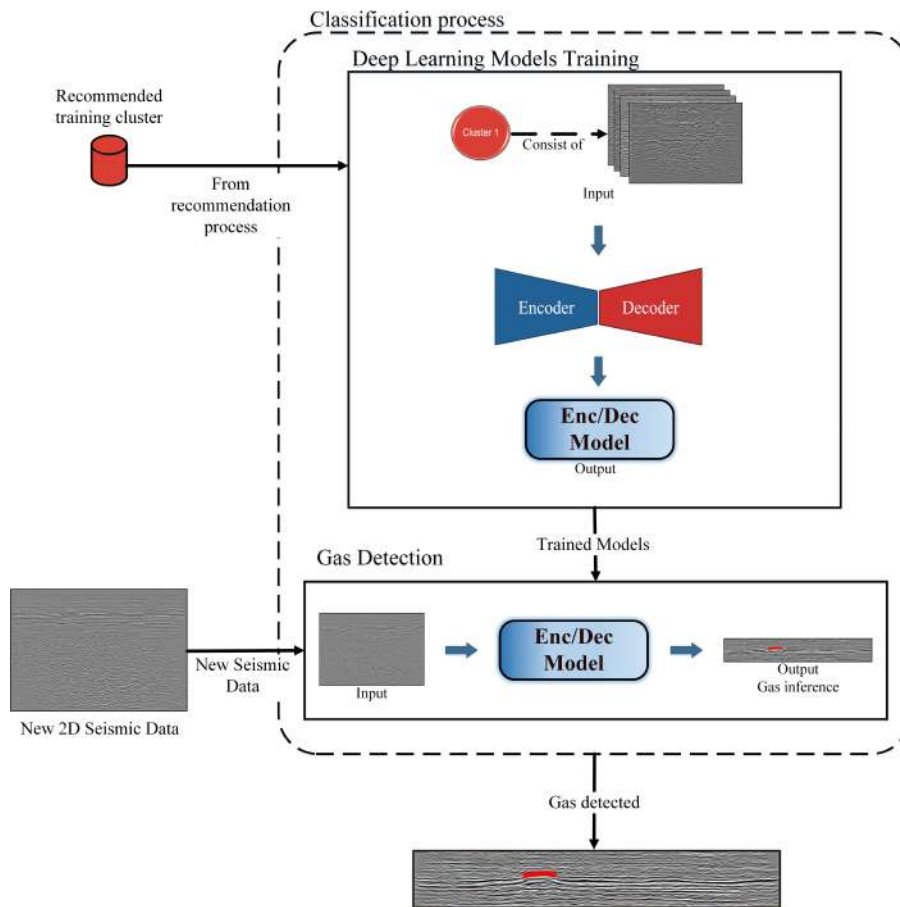 Classification process
Deep Learning Models Training
Recommended
training cluster
Cluster 1
Consist of
Input
From
recommendation
process
Encoder
Decoder
Enc/Dec
Model
Output
Trained Models
Gas Detection
New Seismic
Data
Input
Enc/Dec
Model
Output
Gas inference
New 2D Seismic Data
Gas detected